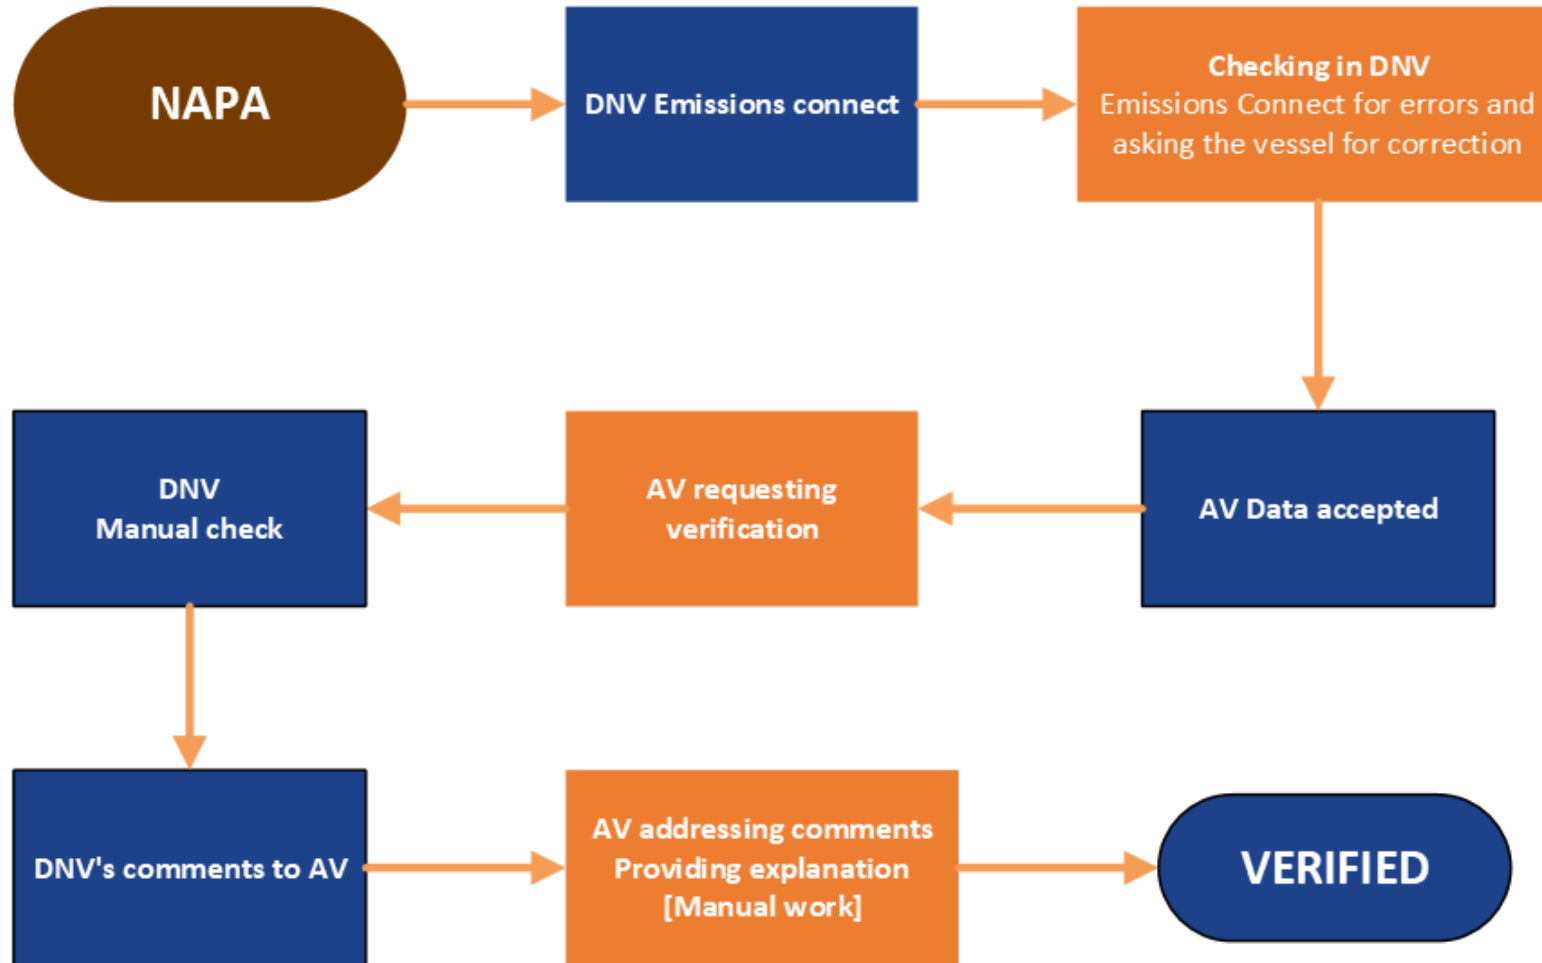 NAPA
DNV Emissions connect
Checking in DNV
Emissions Connect for errors and
asking the vessel for correction
DNV
Manual check
AV requesting
verification
AV Data accepted
DNV's comments to AV
AV addressing comments
Providing explanation
[Manual work]
VERIFIED